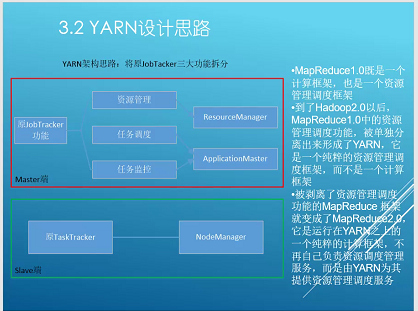 3.2 YARN设计思路
YARN架构思路：将原JobTacker三大功能拆分
原JobTracker
功能
资源管理
任务调度
任务监控
ResourceManager
ApplicationMaster
Master端
原TaskTracker
NodeManager
Slave端
•MapReduce1.0既是一个
计算框架，也是一个资源
管理调度框架
•到了Hadoop2.0以后，
MapReduce1.0中的资源
管理调度功能，被单独分
离出来形成了YARN，它
是一个纯粹的资源管理调
度框架，而不是一个计算
框架
•被剥离了资源管理调度
功能的MapReduce 框架
就变成了MapReduce2.0，
它是运行在YARN之上的
一个纯粹的计算框架，不
再自己负责资源调度管理
服务，而是由YARN为其
提供资源管理调度服务